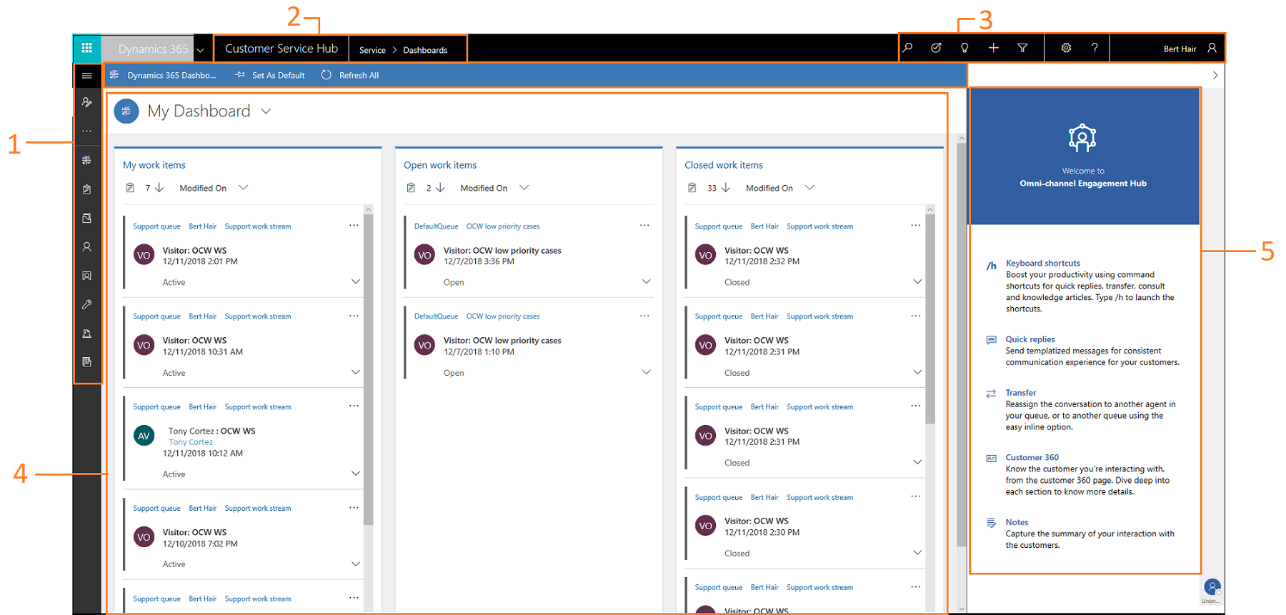 2
3
Dynamics 365
Customer Service Hub
Service > Dashboards
?
Bert Hair
Dynamics 365 Dashbo...
Set As Default
Refresh All
1
My Dashboard
My work items
7 Modified On
Support queue Bert Hair Support work stream
VO
Visitor: OCW WS
12/11/2018 2:01 PM
Active
Support queue Bert Hair Support work stream
VO
Visitor: OCW WS
12/11/2018 10:31 AM
Active
Support queue Bert Hair Support work stream
AV
Tony Cortez : OCW WS
Tony Cortez
12/11/2018 10:12 AM
Active
Support queue Bert Hair Support work stream
VO
Visitor: OCW WS
12/10/2018 7:02 PM
Active
Support queue Bert Hair Support work stream
Open work items
2 Modified On
DefaultQueue OCW low priority cases
VO
Visitor: OCW low priority cases
12/7/2018 3:36 PM
Open
DefaultQueue OCW low priority cases
VO
Visitor: OCW low priority cases
12/7/2018 1:10 PM
Open
Closed work items
33 Modified On
Support queue Bert Hair Support work stream
VO
Visitor: OCW WS
12/11/2018 2:32 PM
Closed
Support queue Bert Hair Support work stream
VO
Visitor: OCW WS
12/11/2018 2:31 PM
Closed
Support queue Bert Hair Support work stream
VO
Visitor: OCW WS
12/11/2018 2:31 PM
Closed
Support queue Bert Hair Support work stream
VO
Visitor: OCW WS
12/11/2018 2:30 PM
Closed
Support queue Bert Hair Support work stream
VO
Visitor: OCW WS
4
Welcome to
Omni-channel Engagement Hub
/h Keyboard shortcuts
Boost your productivity using command
shortcuts for quick replies, transfer, consult
and knowledge articles. Type /h to launch the
shortcuts.
Quick replies
Send templatized messages for consistent
communication experience for your customers.
Transfer
Reassign the conversation to another agent in
your queue, or to another queue using the
easy inline option.
Customer 360
Know the customer you're interacting with,
from the customer 360 page. Dive deep into
each section to know more details.
Notes
Capture the summary of your interaction with
the customers.
5